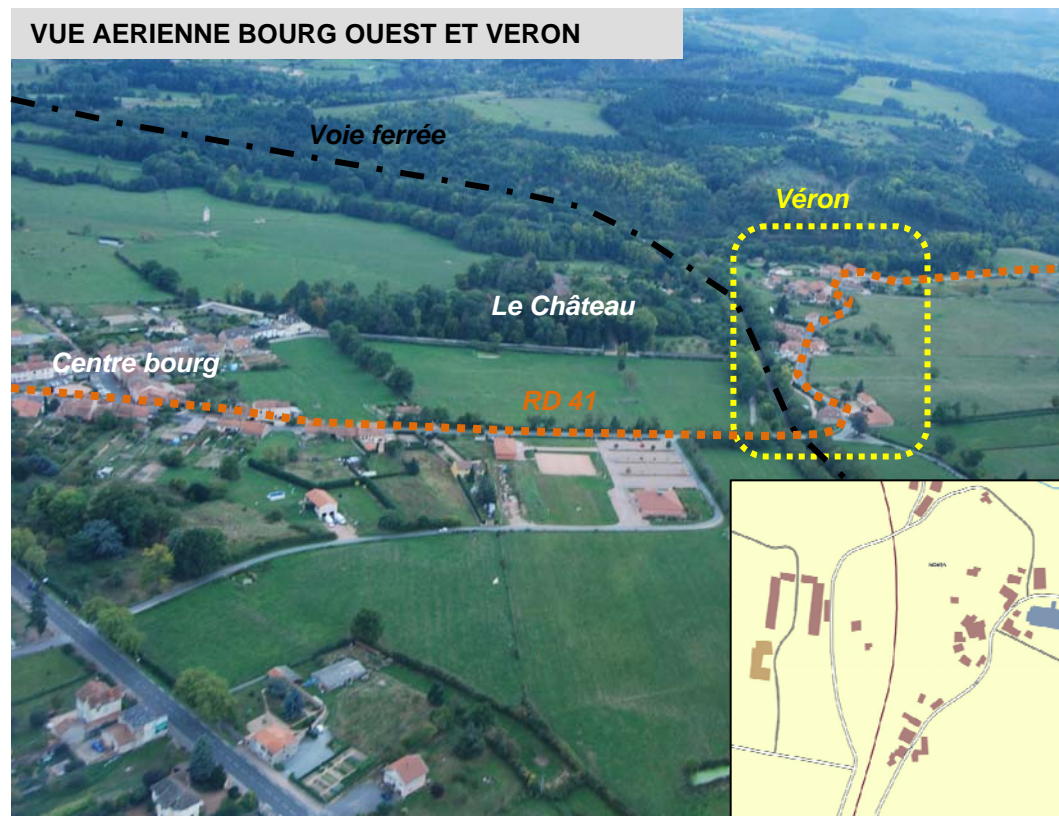 VUE AERIENNE BOURG OUEST ET VERON
Voie ferrée
Véron
Le Château
Centre bourg
RD 41